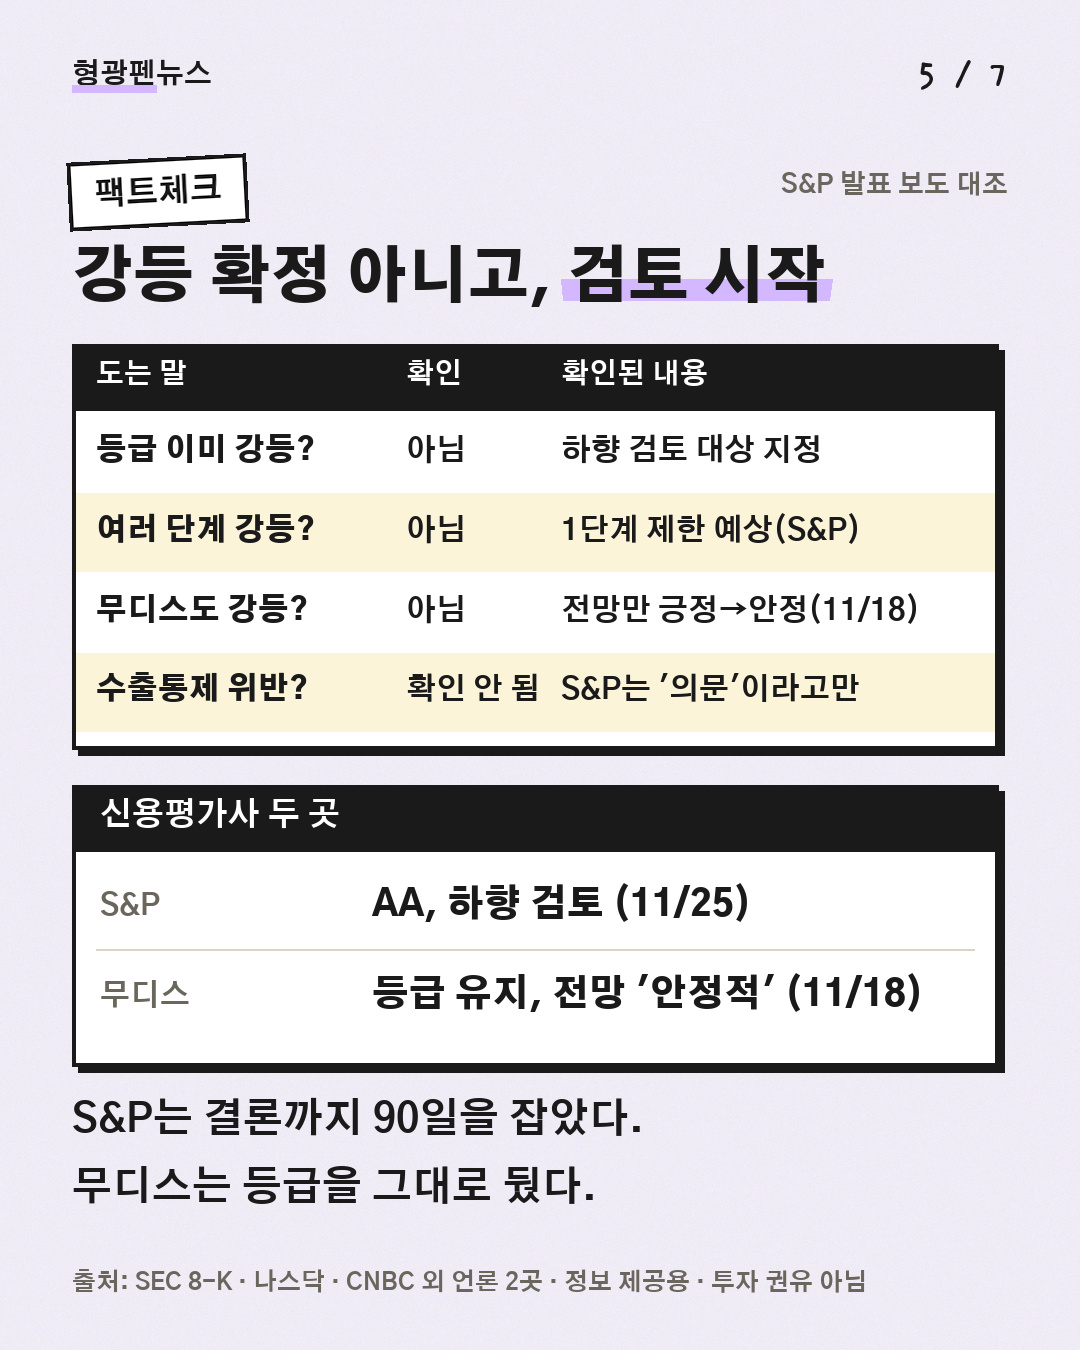 형광펜뉴스
5 / 7
팩트체크
S&P 발표 보도 대조
강등 확정 아니고, 검토 시작
도는 말 확인 확인된 내용
등급 이미 강등? 아님 하향 검토 대상 지정
여러 단계 강등? 아님 1단계 제한 예상(S&P)
무디스도 강등? 아님 전망만 긍정→안정(11/18)
수출통제 위반? 확인 안 됨 S&P는 '의문'이라고만
신용평가사 두 곳
S&P AA, 하향 검토 (11/25)
무디스 등급 유지, 전망 '안정적' (11/18)
S&P는 결론까지 90일을 잡았다.
무디스는 등급을 그대로 뒀다.
출처: SEC 8-K · 나스닥 · CNBC 외 언론 2곳 · 정보 제공용 · 투자 권유 아님